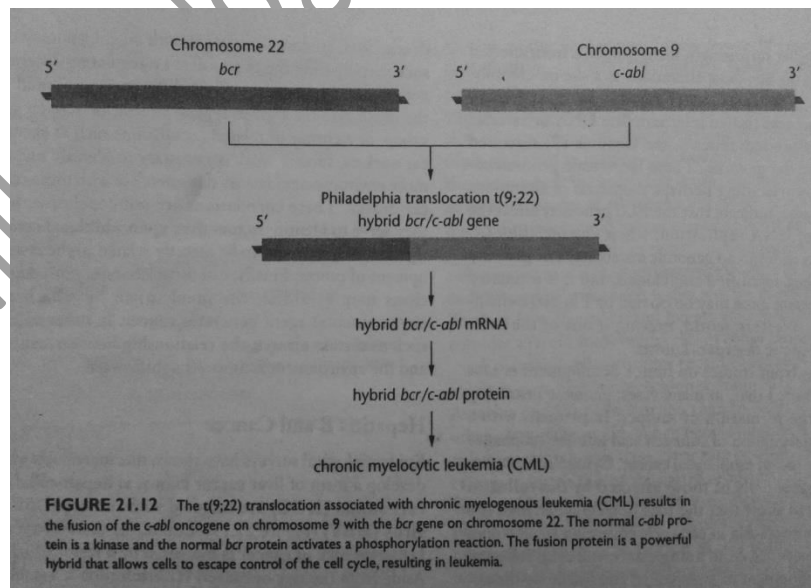 Chromosome 22
bcr
5′ 3′
Chromosome 9
c-abl
5′ 3′
Philadelphia translocation t(9;22)
hybrid bcr/c-abl gene
5′ 3′
hybrid bcr/c-abl mRNA
hybrid bcr/c-abl protein
chronic myelocytic leukemia (CML)
FIGURE 21.12 The t(9;22) translocation associated with chronic myelogenous leukemia (CML) results in
the fusion of the c-abl oncogene on chromosome 9 with the bcr gene on chromosome 22. The normal c-abl pro-
tein is a kinase and the normal bcr protein activates a phosphorylation reaction. The fusion protein is a powerful
hybrid that allows cells to escape control of the cell cycle, resulting in leukemia.